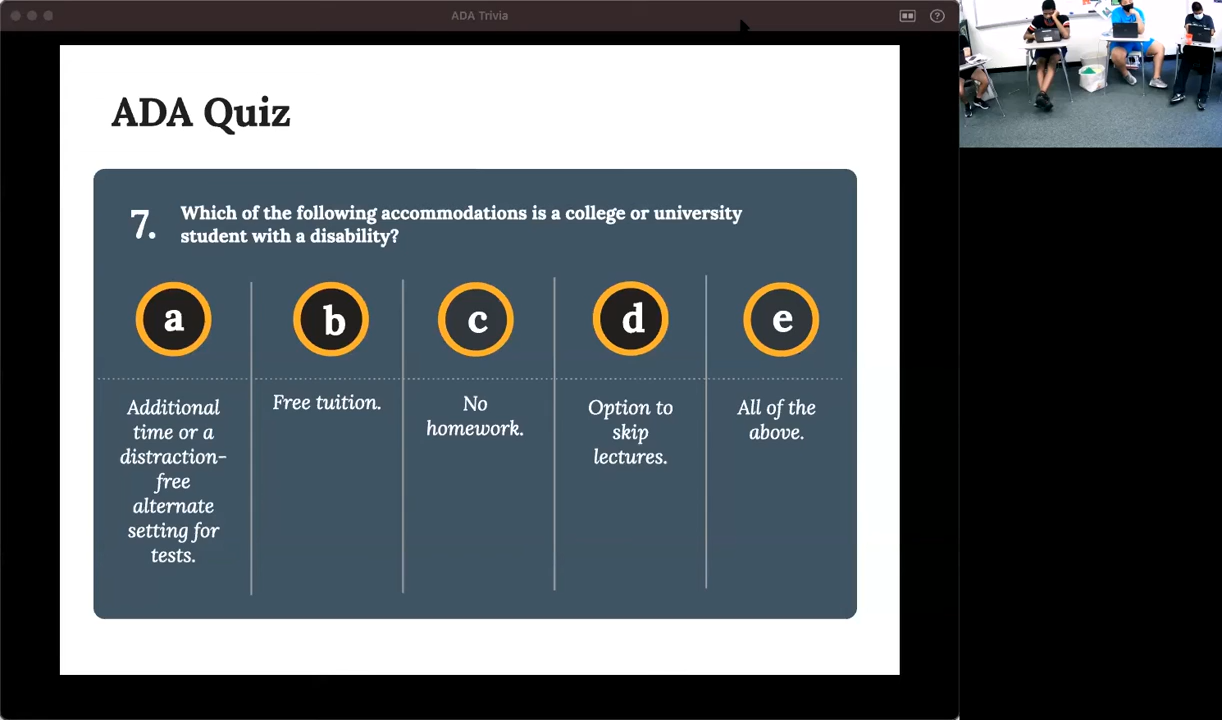 ADA Trivia
ADA Quiz
7.
Which of the following accommodations is a college or university
student with a disability?
a
b
c
d
e
Additional
time or a
distraction-
free
alternate
setting for
tests.
Free tuition.
No
homework.
Option to
skip
lectures.
All of the
above.